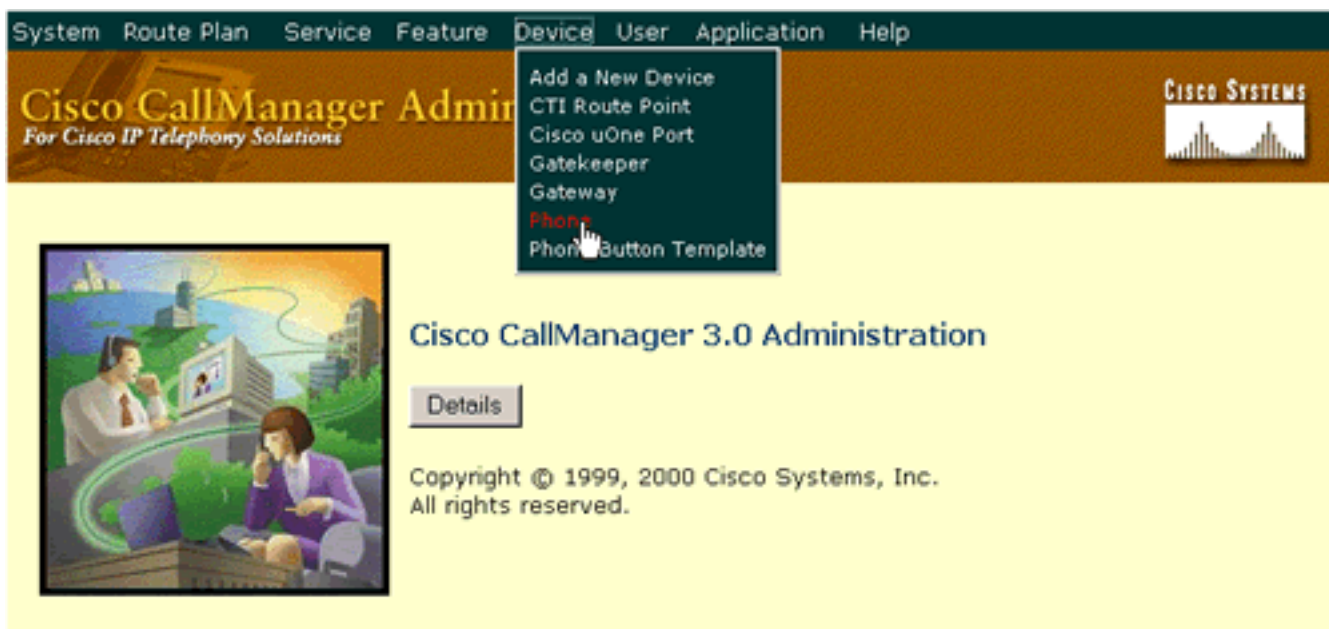 System Route Plan Service Feature Device User Application Help
Cisco CallManager Admin
For Cisco IP Telephony Solutions
CISCO SYSTEMS
Add a New Device
CTI Route Point
Cisco uOne Port
Gatekeeper
Gateway
Phone
Phone Button Template
Cisco CallManager 3.0 Administration
Details
Copyright © 1999, 2000 Cisco Systems, Inc.
All rights reserved.